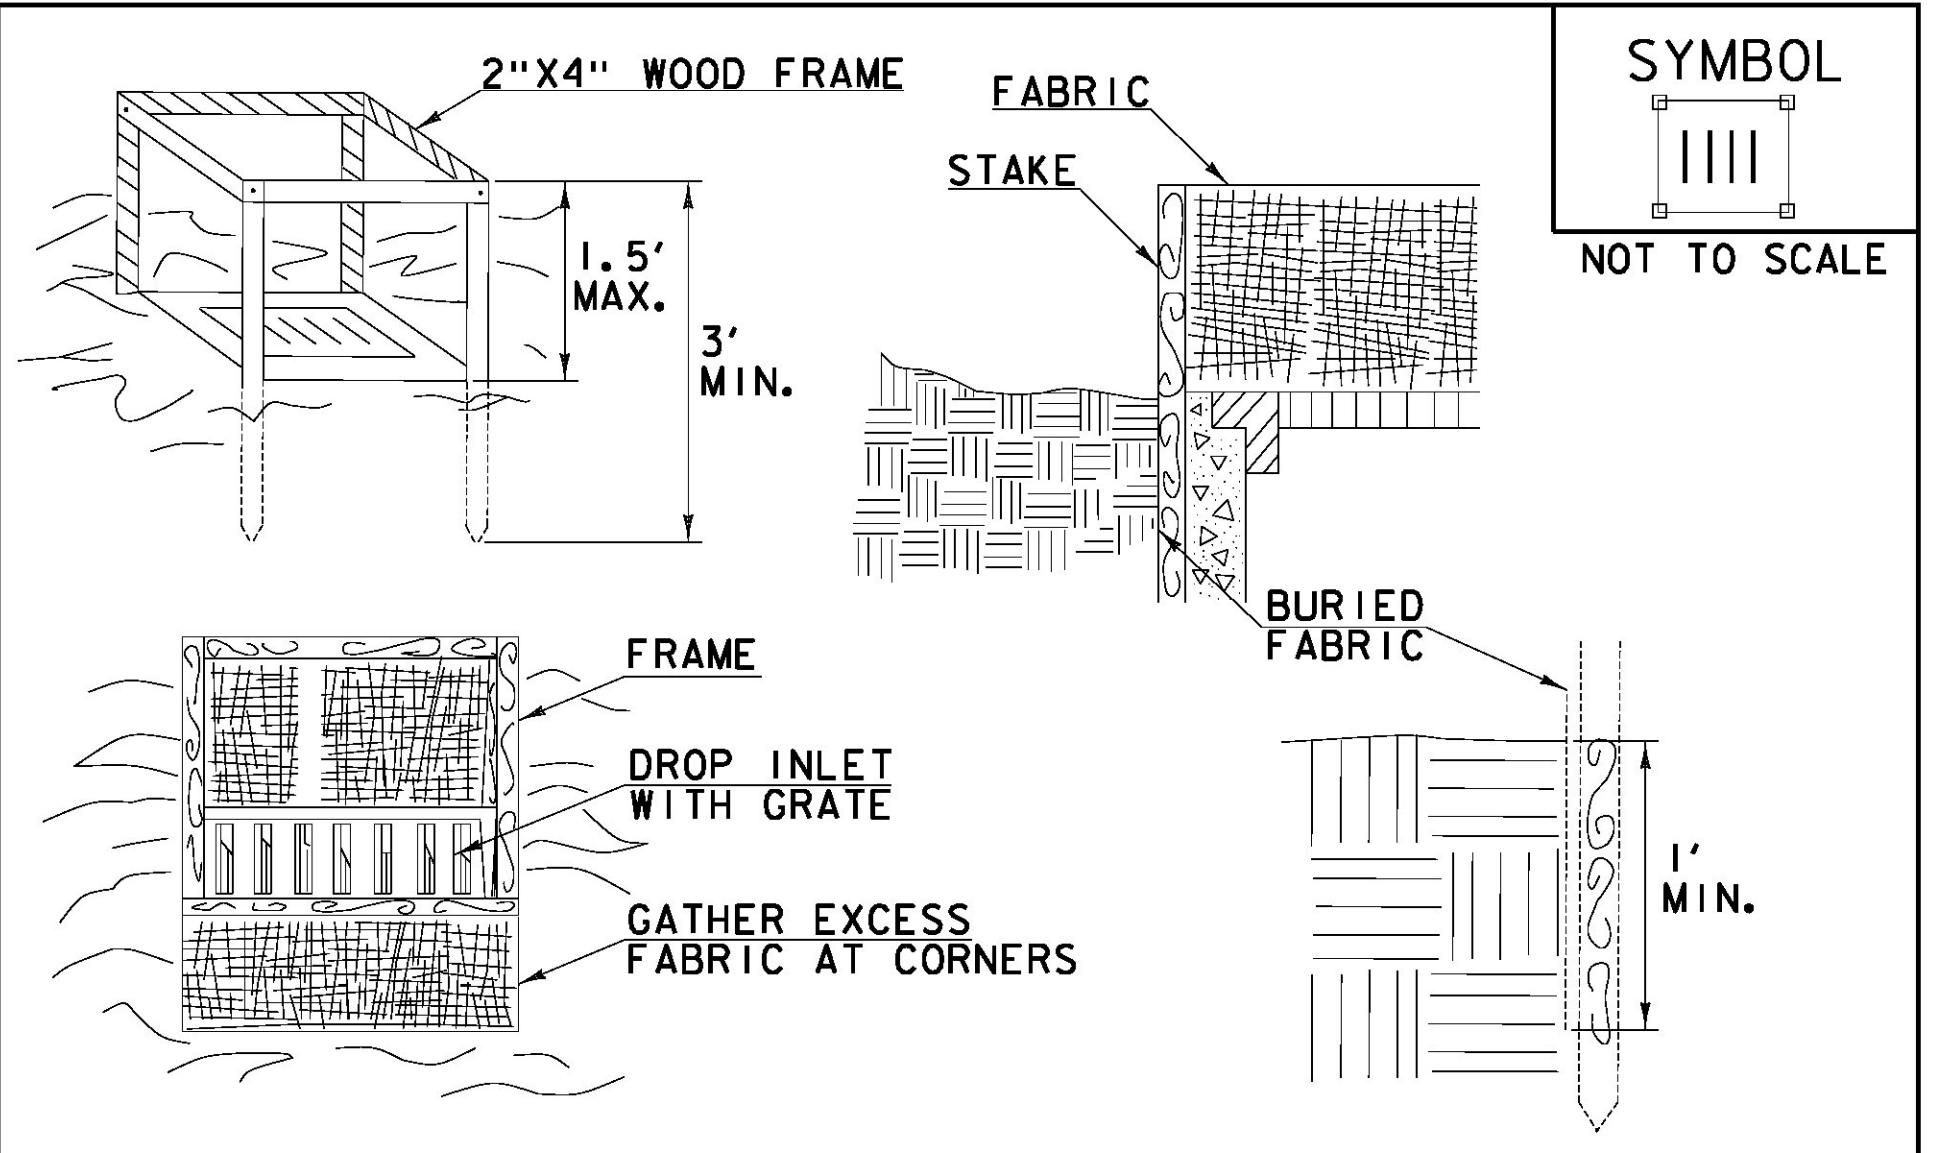 2"X4" WOOD FRAME
1.5'
MAX.
3'
MIN.
FABRIC
STAKE
SYMBOL
NOT TO SCALE
BURIED
FABRIC
FRAME
DROP INLET
WITH GRATE
GATHER EXCESS
FABRIC AT CORNERS
1'
MIN.